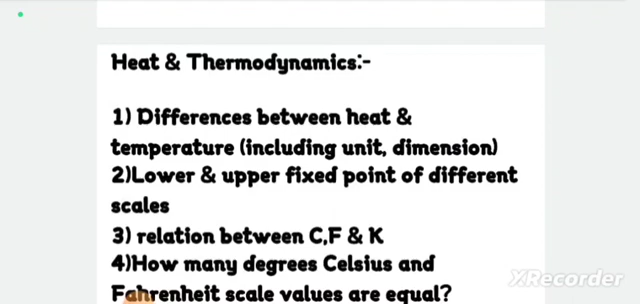 Heat & Thermodynamics:-
1) Differences between heat &
temperature (including unit, dimension)
2)Lower & upper fixed point of different
scales
3) relation between C,F & K
4)How many degrees Celsius and
Fahrenheit scale values are equal?
XRecorder